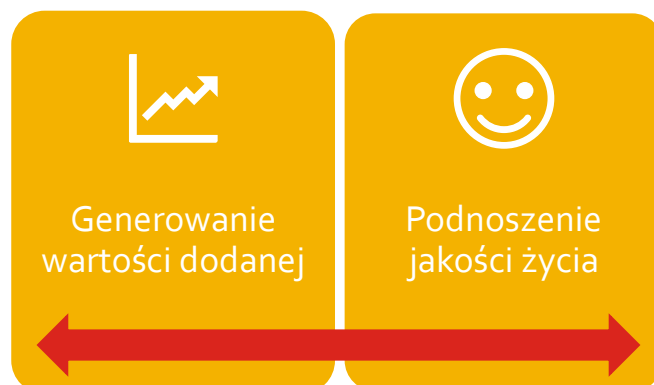 Generowanie
wartości dodanej
Podnoszenie
jakości życia